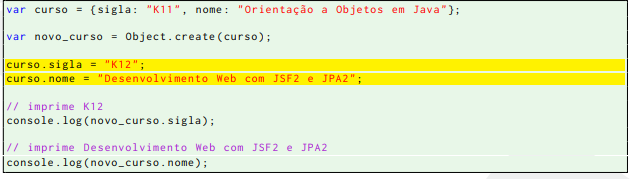 var curso = {sigla: "K11", nome: "Orientação a Objetos em Java"};
var novo_curso = Object.create(curso);
curso.sigla = "K12";
curso.nome = "Desenvolvimento Web com JSF2 e JPA2";
// imprime K12
console.log(novo_curso.sigla);
// imprime Desenvolvimento Web com JSF2 e JPA2
console.log(novo_curso.nome);